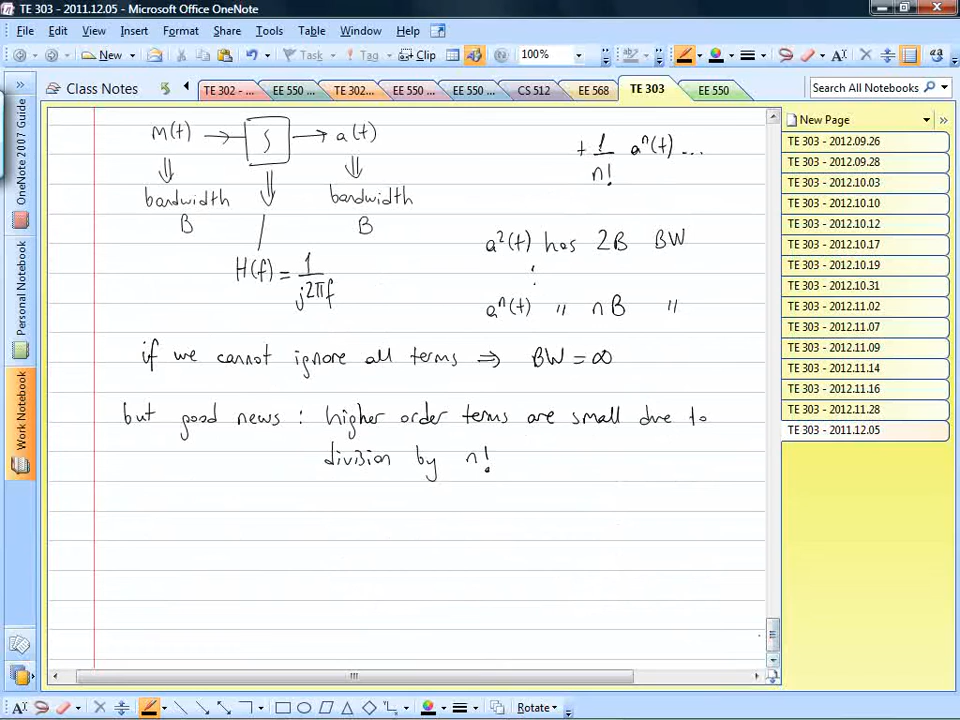 TE 303 - 2011.12.05 - Microsoft Office OneNote
File Edit View Insert Format Share Tools Table Window Help
New Task Tag Clip 100%
Class Notes TE 302 - ... EE 550 ... TE 302... EE 550 ... EE 550 ... CS 512 EE 568 TE 303 EE 550 Search All Notebooks
OneNote 2007 Guide
Personal Notebook
Work Notebook
M(t) → ∫ → a(t)
+ 1/n! aⁿ(t) ...
⇓ bandwidth B
⇓
⇓ bandwidth B
H(f) = 1/j2πf
a²(t) has 2B BW
⋮
aⁿ(t) " nB "
if we cannot ignore all terms ⇒ BW = ∞
but good news : higher order terms are small due to
division by n!
New Page
TE 303 - 2012.09.26
TE 303 - 2012.09.28
TE 303 - 2012.10.03
TE 303 - 2012.10.10
TE 303 - 2012.10.12
TE 303 - 2012.10.17
TE 303 - 2012.10.19
TE 303 - 2012.10.31
TE 303 - 2012.11.02
TE 303 - 2012.11.07
TE 303 - 2012.11.09
TE 303 - 2012.11.14
TE 303 - 2012.11.16
TE 303 - 2012.11.28
TE 303 - 2011.12.05
Rotate